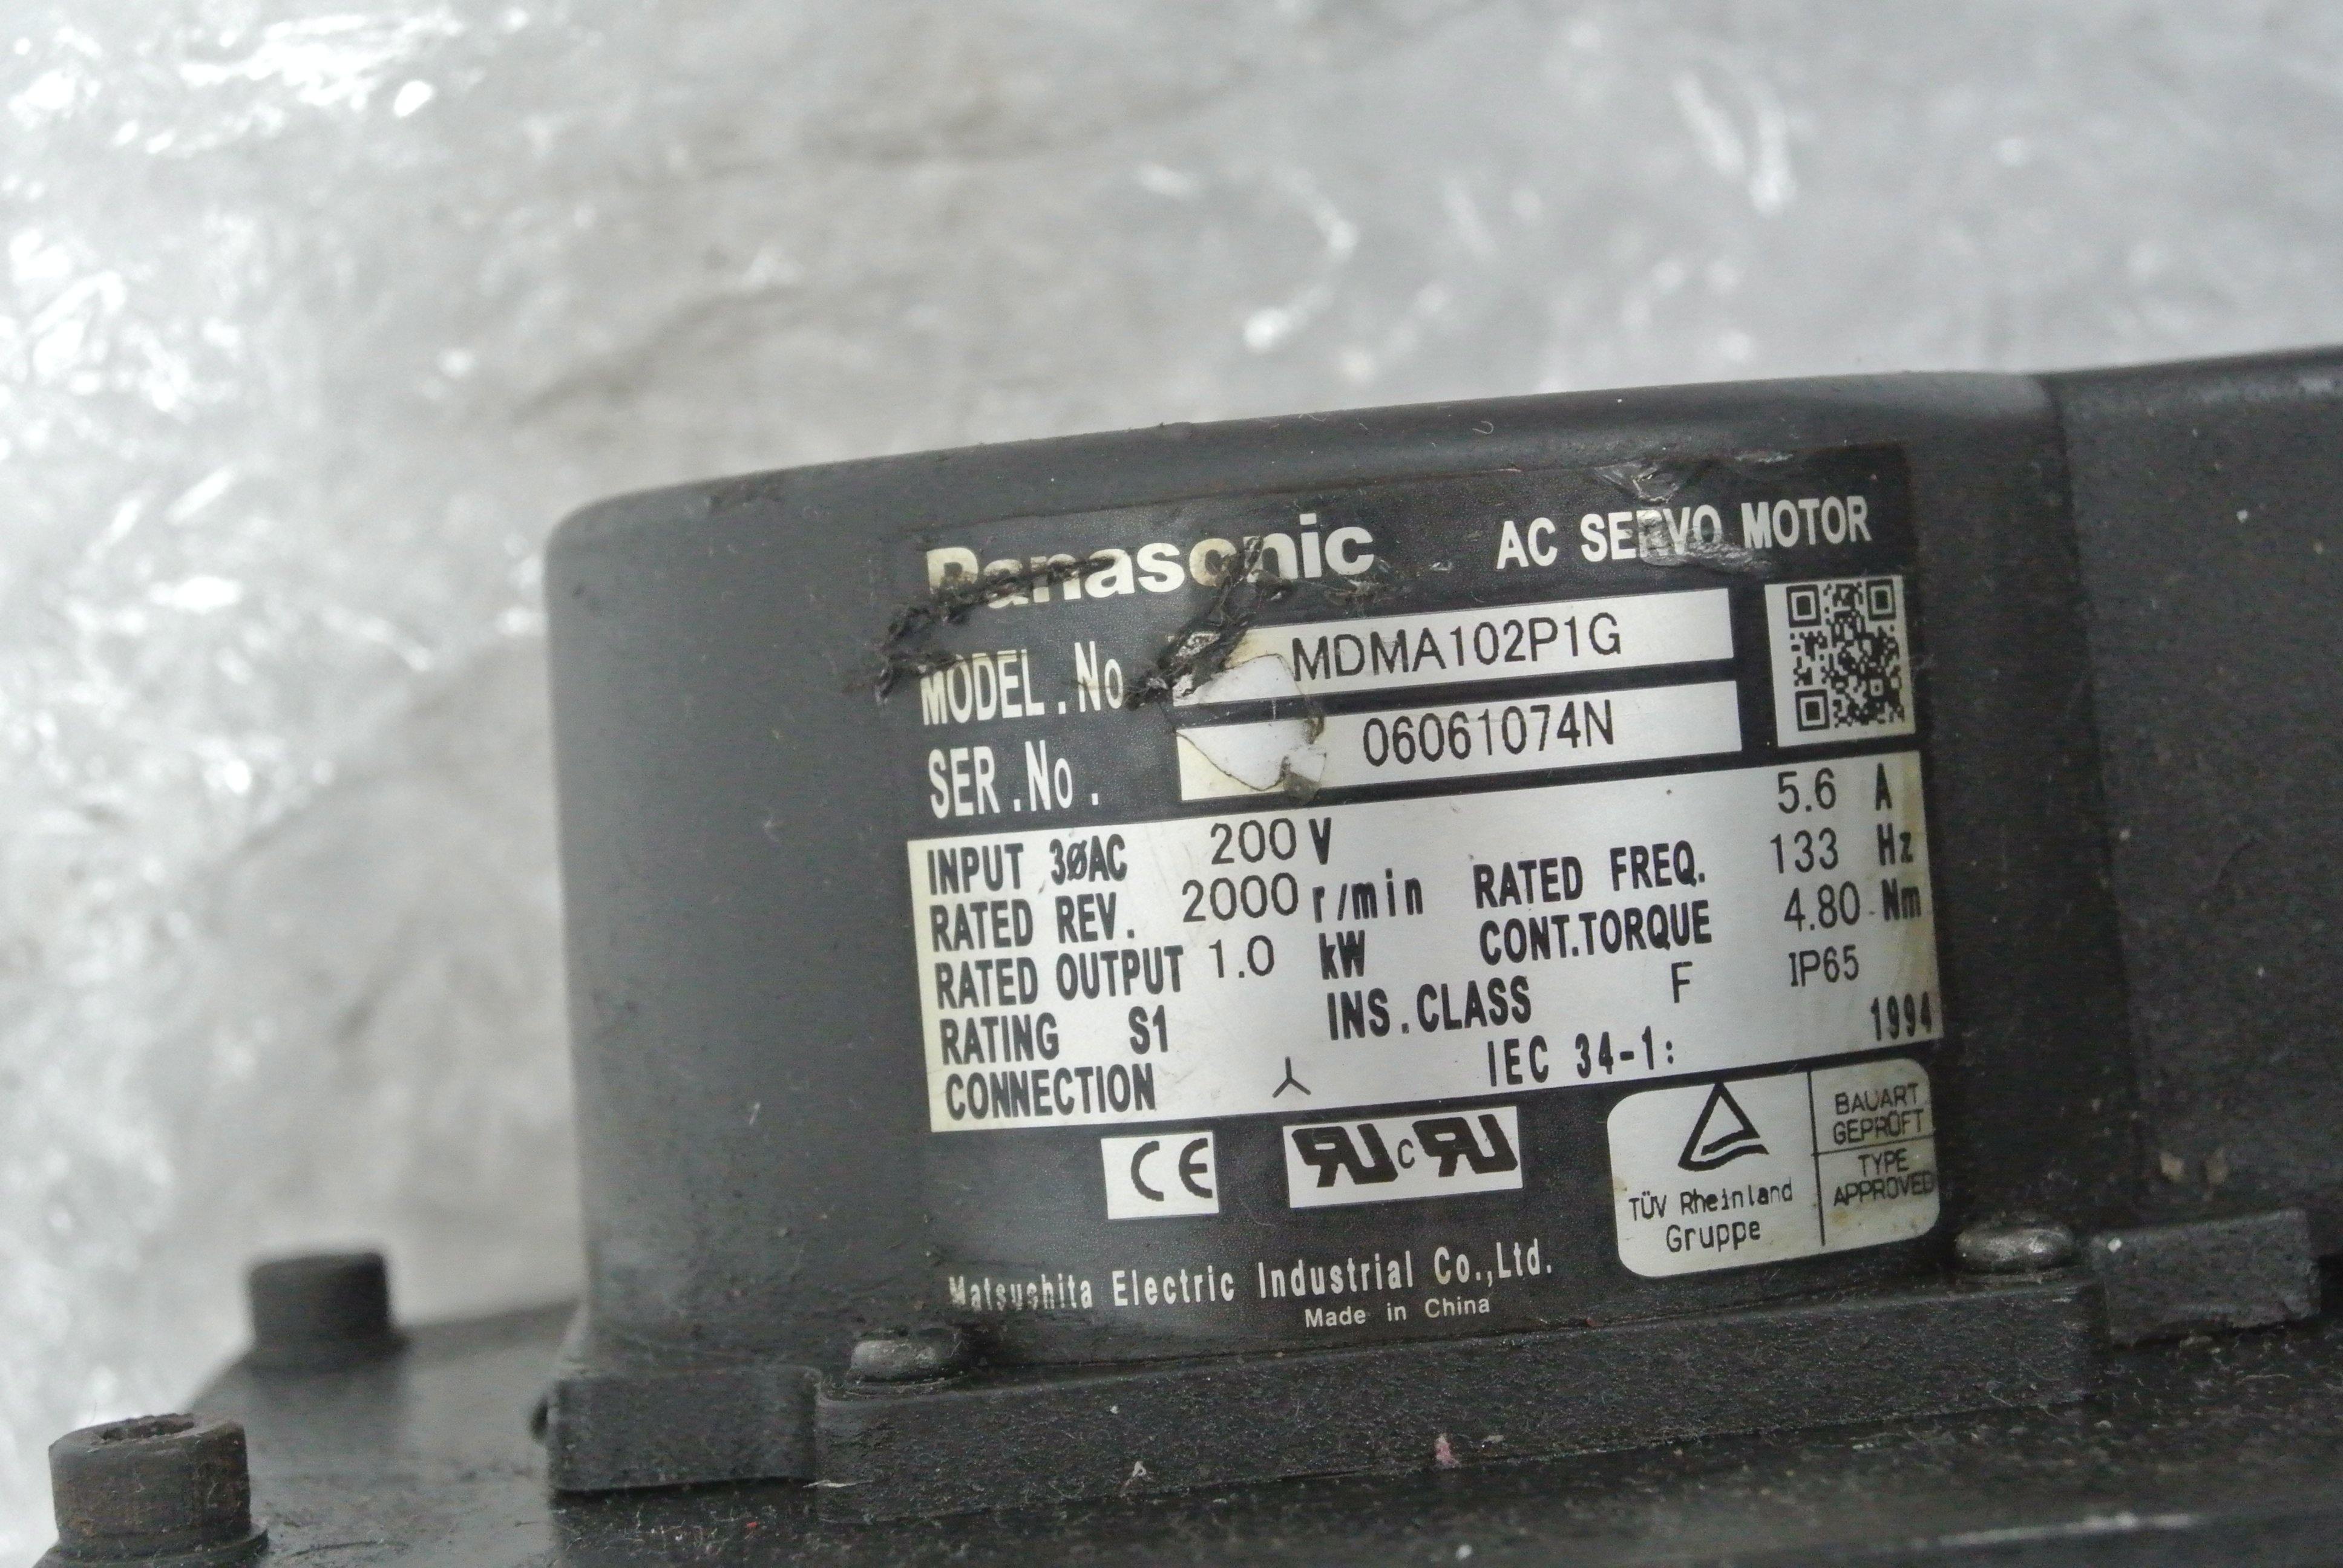 Panasonic AC SERVO MOTOR
MODEL.No. MDMA102P1G
SER.No. 06061074N
INPUT 3øAC 200 V 5.6 A
RATED REV. 2000 r/min RATED FREQ. 133 Hz
RATED OUTPUT 1.0 kW CONT.TORQUE 4.80 Nm
RATING S1 INS.CLASS F IP65
CONNECTION IEC 34-1: 1994
CE RU c RU
TÜV Rheinland
Gruppe
BAUART
GEPRÜFT
TYPE
APPROVED
Matsushita Electric Industrial Co.,Ltd.
Made in China